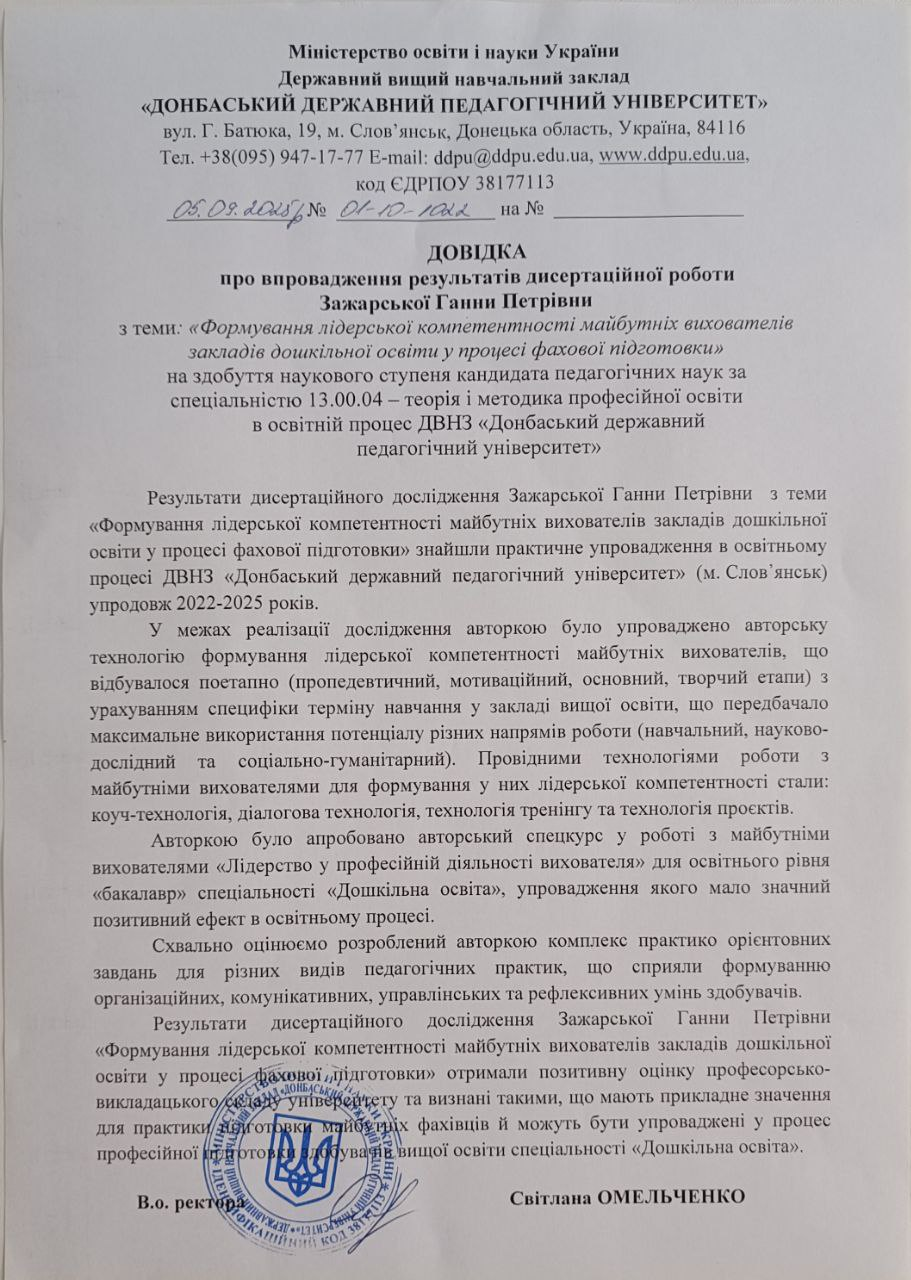 Міністерство освіти і науки України
Державний вищий навчальний заклад
«ДОНБАСЬКИЙ ДЕРЖАВНИЙ ПЕДАГОГІЧНИЙ УНІВЕРСИТЕТ»
вул. Г. Батюка, 19, м. Слов’янськ, Донецька область, Україна, 84116
Тел. +38(095) 947-17-77 E-mail: ddpu@ddpu.edu.ua, www.ddpu.edu.ua,
код ЄДРПОУ 38177113
05.09.2025р № 01-10-1022 на №
ДОВІДКА
про впровадження результатів дисертаційної роботи
Зажарської Ганни Петрівни
з теми: «Формування лідерської компетентності майбутніх вихователів
закладів дошкільної освіти у процесі фахової підготовки»
на здобуття наукового ступеня кандидата педагогічних наук за
спеціальністю 13.00.04 – теорія і методика професійної освіти
в освітній процес ДВНЗ «Донбаський державний
педагогічний університет»
Результати дисертаційного дослідження Зажарської Ганни Петрівни з теми
«Формування лідерської компетентності майбутніх вихователів закладів дошкільної
освіти у процесі фахової підготовки» знайшли практичне упровадження в освітньому
процесі ДВНЗ «Донбаський державний педагогічний університет» (м. Слов’янськ)
упродовж 2022-2025 років.
У межах реалізації дослідження авторкою було упроваджено авторську
технологію формування лідерської компетентності майбутніх вихователів, що
відбувалося поетапно (пропедевтичний, мотиваційний, основний, творчий етапи) з
урахуванням специфіки терміну навчання у закладі вищої освіти, що передбачало
максимальне використання потенціалу різних напрямів роботи (навчальний, науково-
дослідний та соціально-гуманітарний). Провідними технологіями роботи з
майбутніми вихователями для формування у них лідерської компетентності стали:
коуч-технологія, діалогова технологія, технологія тренінгу та технологія проєктів.
Авторкою було апробовано авторський спецкурс у роботі з майбутніми
вихователями «Лідерство у професійній діяльності вихователя» для освітнього рівня
«бакалавр» спеціальності «Дошкільна освіта», упровадження якого мало значний
позитивний ефект в освітньому процесі.
Схвально оцінюємо розроблений авторкою комплекс практико орієнтовних
завдань для різних видів педагогічних практик, що сприяли формуванню
організаційних, комунікативних, управлінських та рефлексивних умінь здобувачів.
Результати дисертаційного дослідження Зажарської Ганни Петрівни
«Формування лідерської компетентності майбутніх вихователів закладів дошкільної
освіти у процесі фахової підготовки» отримали позитивну оцінку професорсько-
викладацького складу університету та визнані такими, що мають прикладне значення
для практики підготовки майбутніх фахівців й можуть бути упроваджені у процес
професійної підготовки здобувачів вищої освіти спеціальності «Дошкільна освіта».
В.о. ректора Світлана ОМЕЛЬЧЕНКО